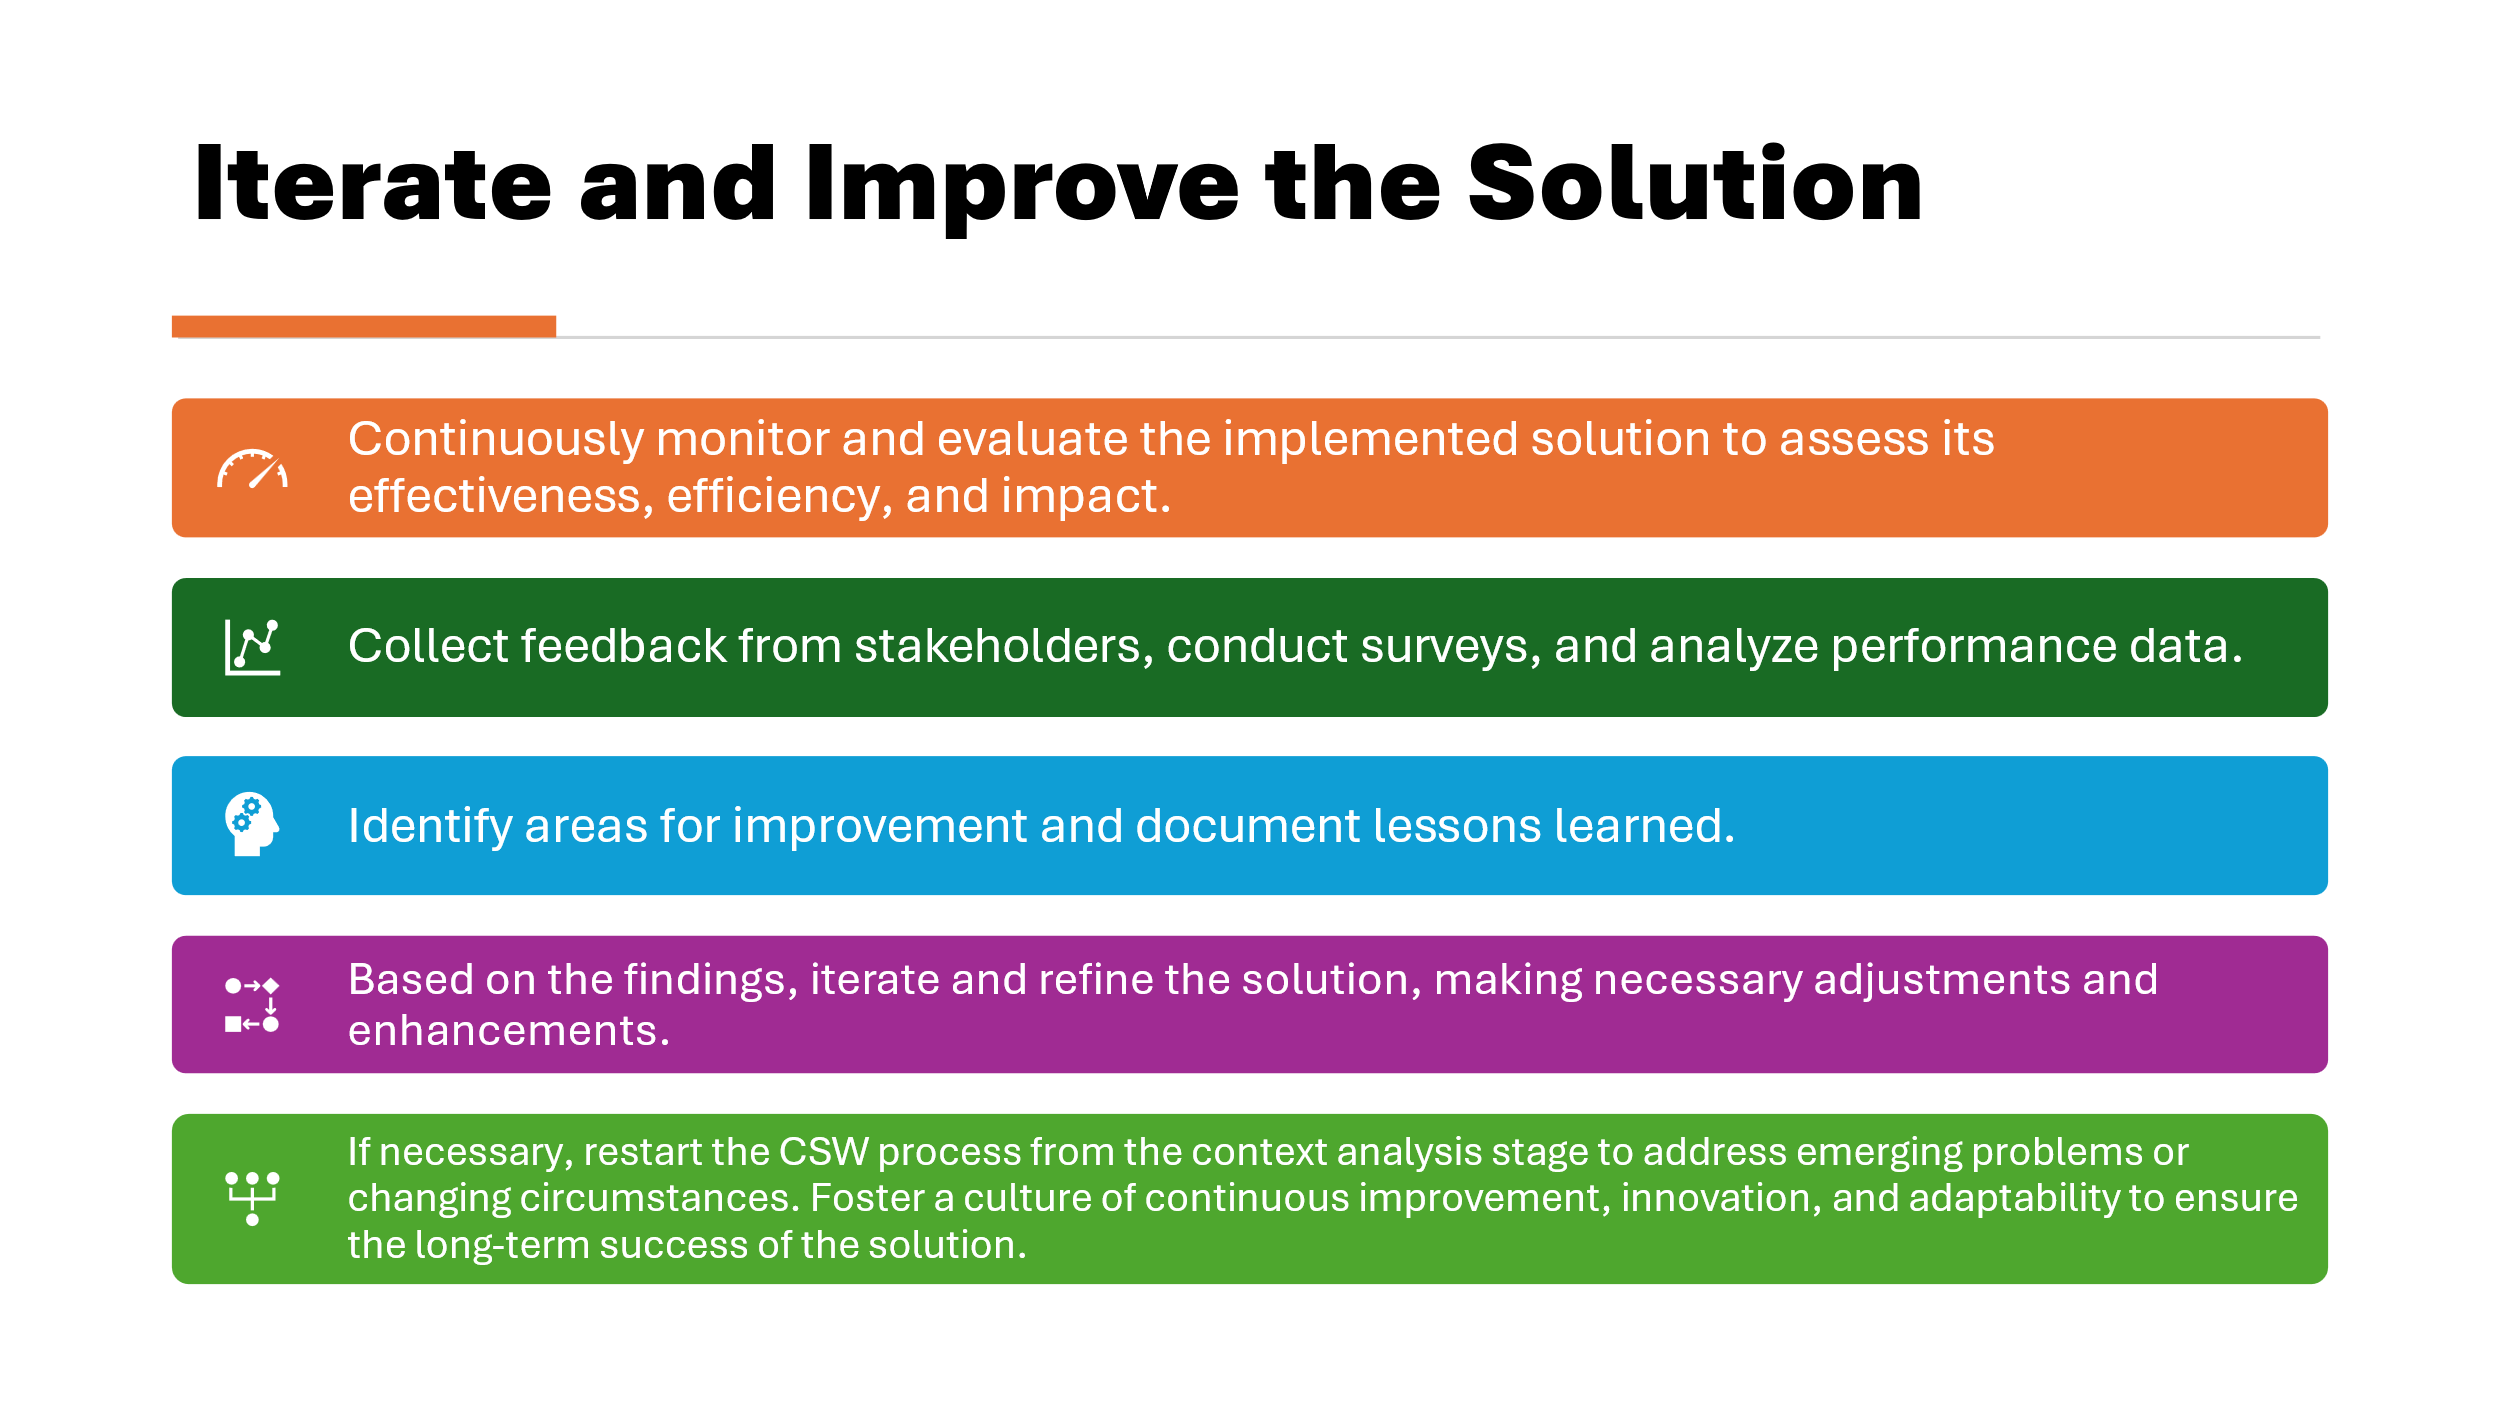 Iterate and Improve the Solution
Continuously monitor and evaluate the implemented solution to assess its
effectiveness, efficiency, and impact.
Collect feedback from stakeholders, conduct surveys, and analyze performance data.
Identify areas for improvement and document lessons learned.
Based on the findings, iterate and refine the solution, making necessary adjustments and
enhancements.
If necessary, restart the CSW process from the context analysis stage to address emerging problems or
changing circumstances. Foster a culture of continuous improvement, innovation, and adaptability to ensure
the long-term success of the solution.